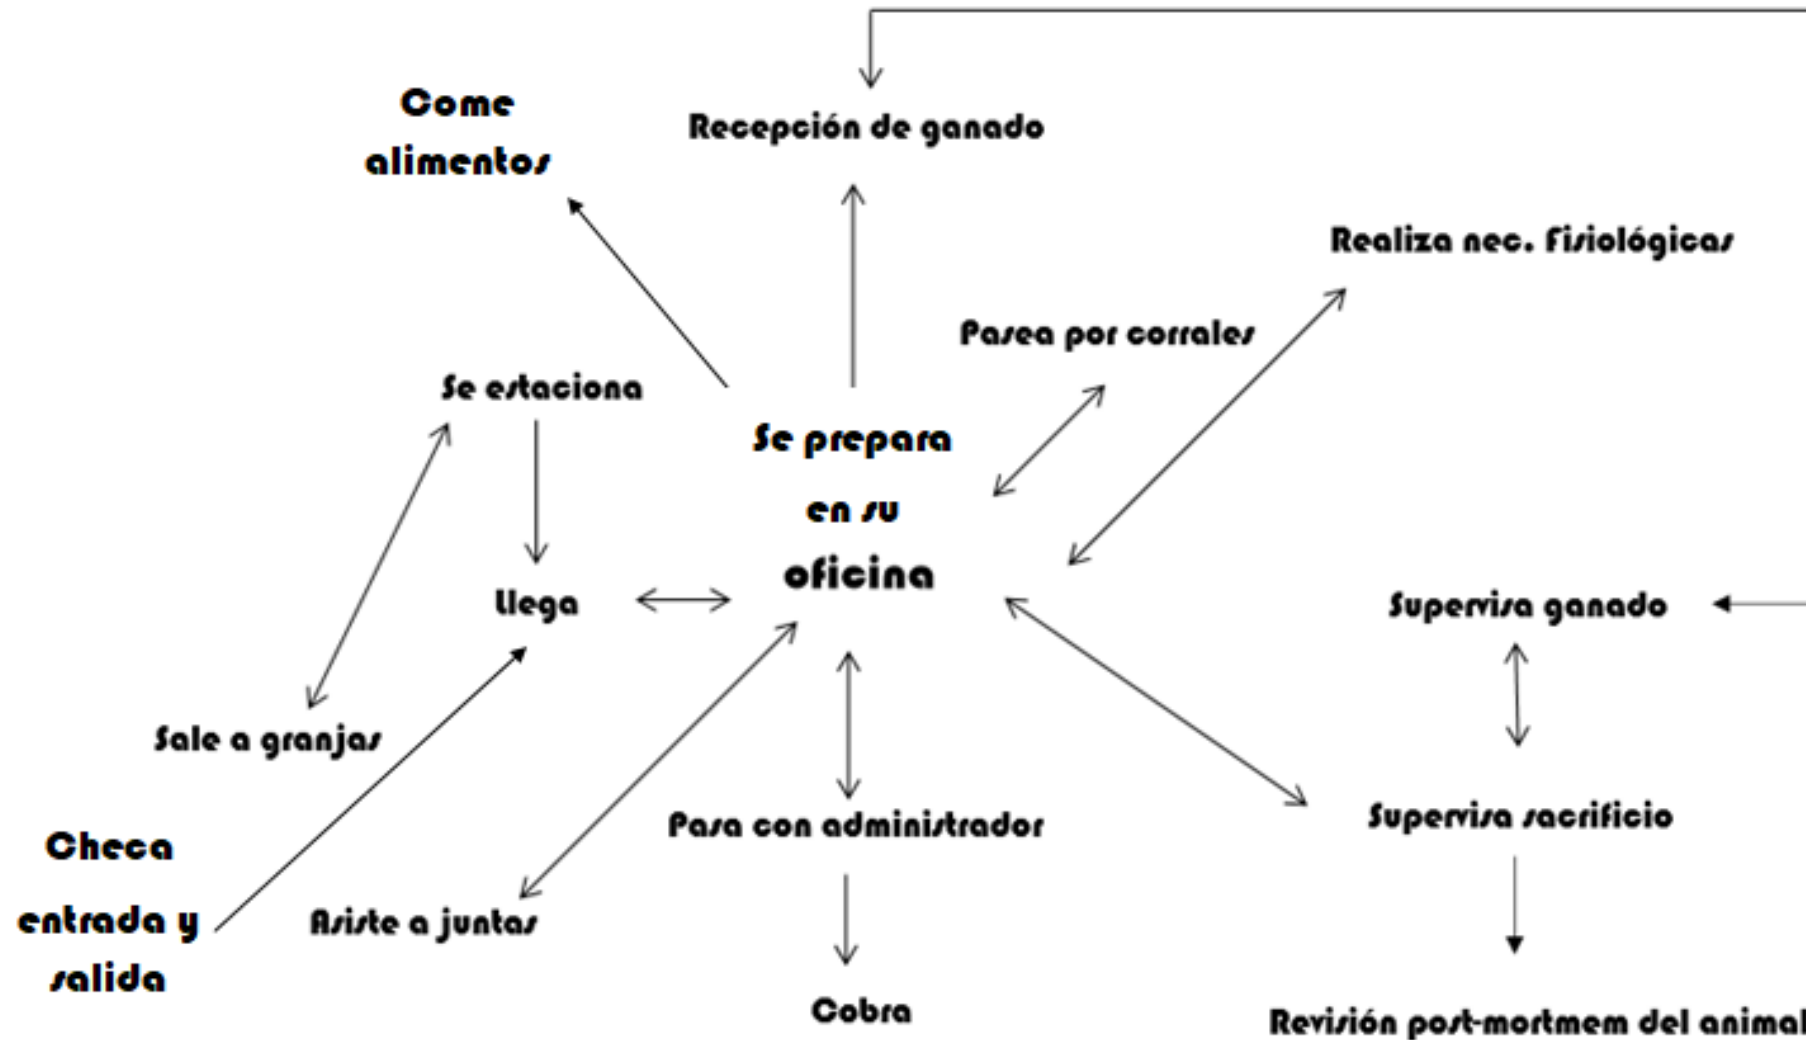 Come
alimentos
Recepción de ganado
Realiza nec. Fisiológicas
Pasea por corrales
Se estaciona
Se prepara
en su
oficina
Llega
Supervisa ganado
Sale a granjas
Pasa con administrador
Supervisa sacrificio
Checa
entrada y
salida
Asiste a juntas
Cobra
Revisión post-mortmem del animal